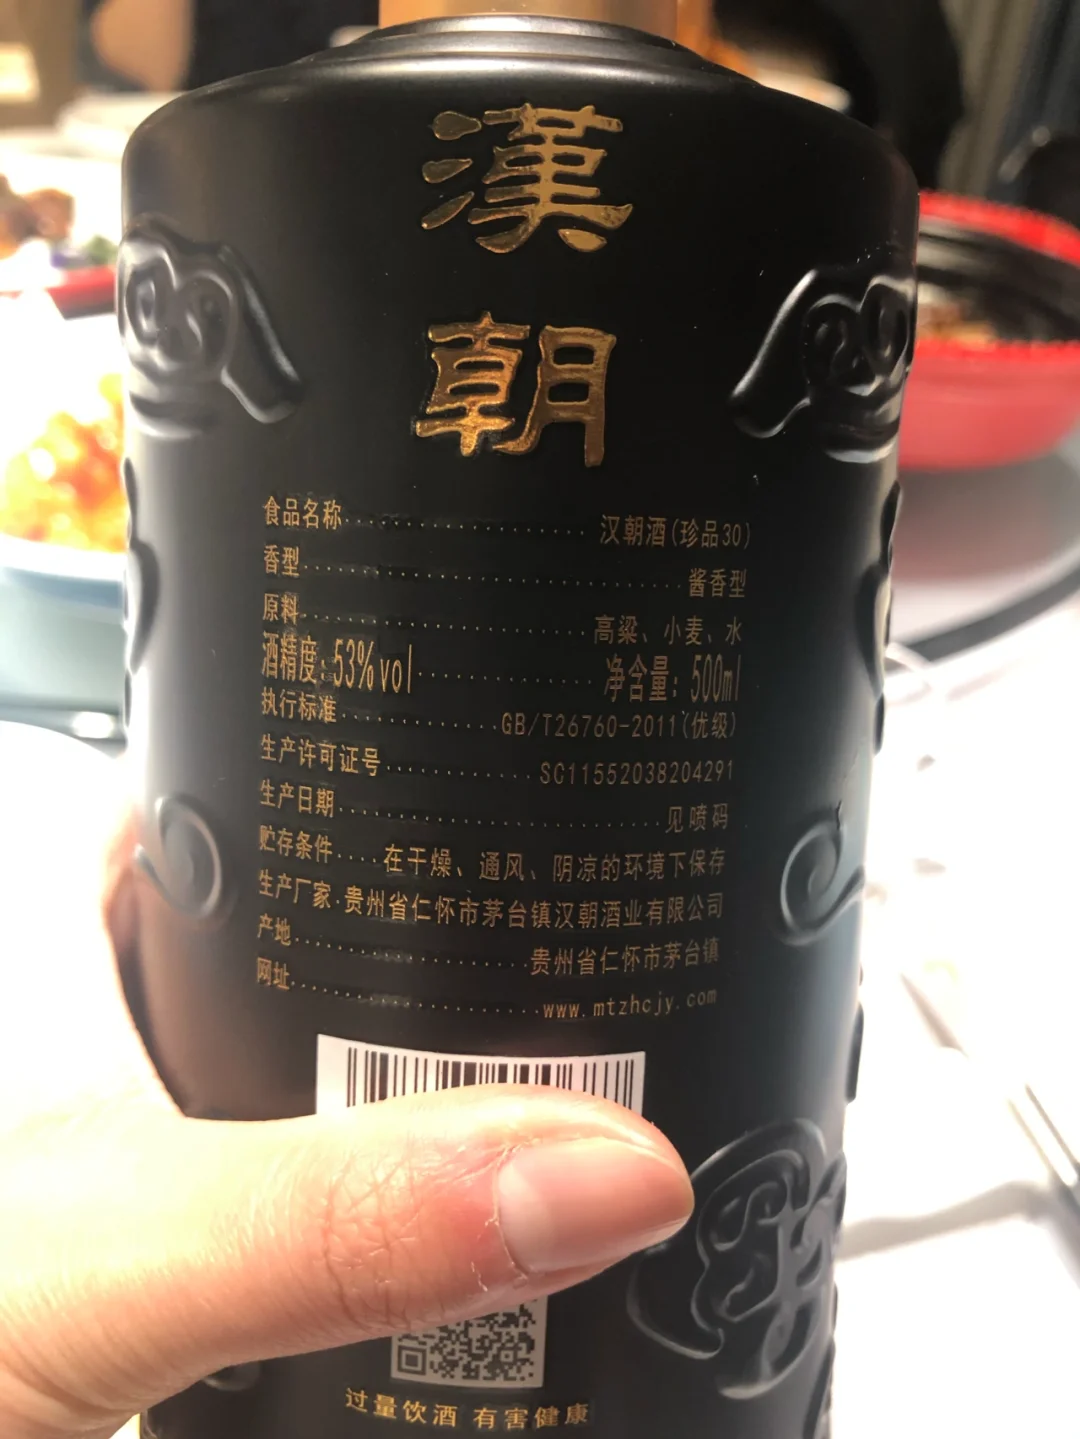 漢
朝
食品名称..............................汉朝酒(珍品30)
香型..............................酱香型
原料..............................高粱、小麦、水
酒精度:53%vol..............................净含量:500ml
执行标准..............................GB/T26760-2011(优级)
生产许可证号..............................SC11552038204291
生产日期..............................见喷码
贮存条件....在干燥、通风、阴凉的环境下保存
生产厂家.贵州省仁怀市茅台镇汉朝酒业有限公司
产地..............................贵州省仁怀市茅台镇
网址..............................www.mtzhcjy.com
过量饮酒 有害健康